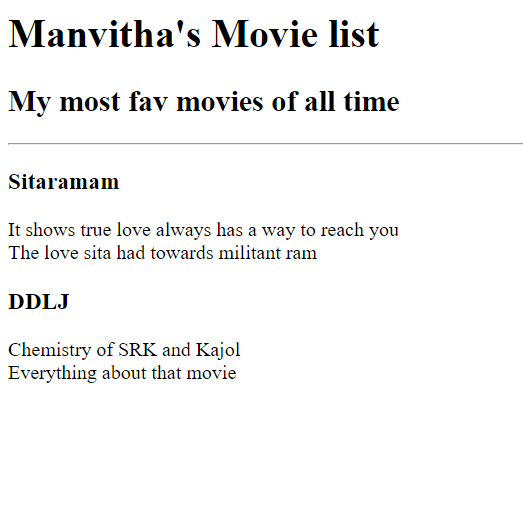 Manvitha's Movie list
My most fav movies of all time
Sitaramam
It shows true love always has a way to reach you
The love sita had towards militant ram
DDLJ
Chemistry of SRK and Kajol
Everything about that movie